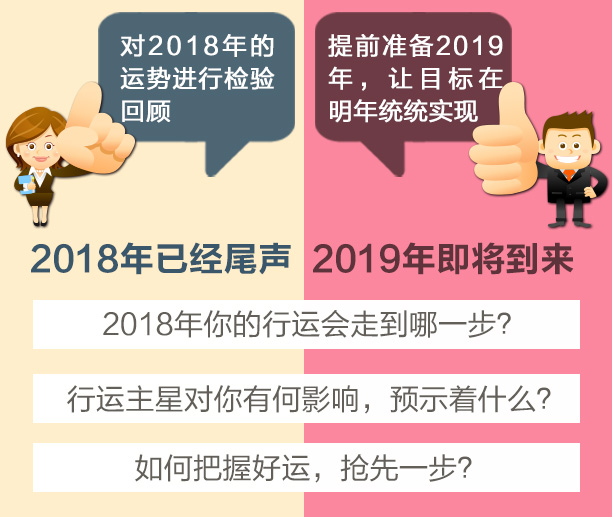 对2018年的
运势进行检验
回顾
提前准备2019
年，让目标在
明年统统实现
2018年已经尾声
2019年即将到来
2018年你的行运会走到哪一步？
行运主星对你有何影响，预示着什么？
如何把握好运，抢先一步？